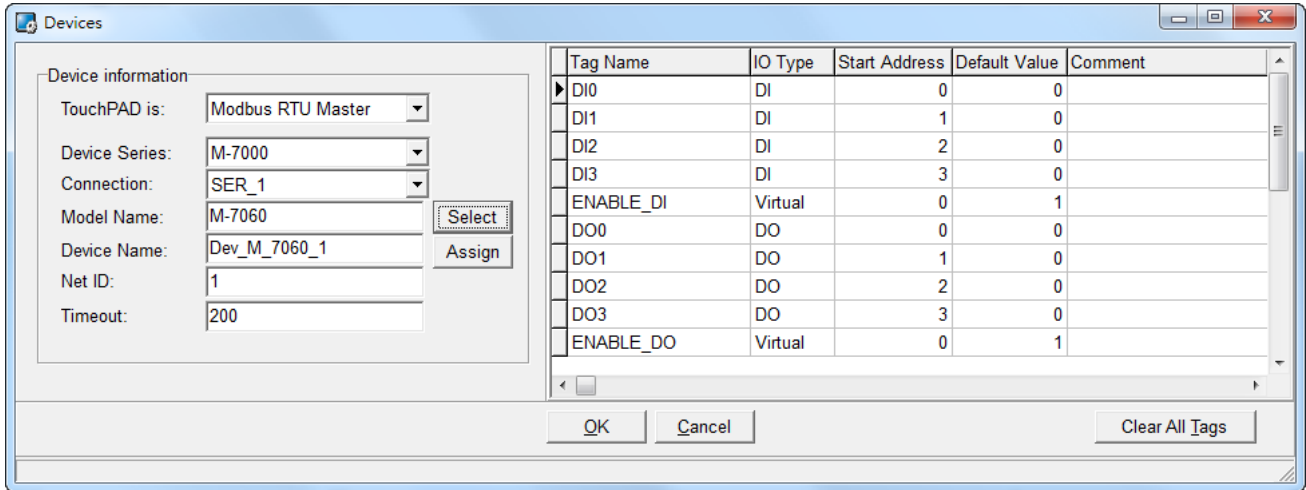 Devices
Device information
TouchPAD is: Modbus RTU Master
Device Series: M-7000
Connection: SER_1
Model Name: M-7060 Select
Device Name: Dev_M_7060_1 Assign
Net ID: 1
Timeout: 200
Tag Name IO Type Start Address Default Value Comment
DI0 DI 0 0
DI1 DI 1 0
DI2 DI 2 0
DI3 DI 3 0
ENABLE_DI Virtual 0 1
DO0 DO 0 0
DO1 DO 1 0
DO2 DO 2 0
DO3 DO 3 0
ENABLE_DO Virtual 0 1
OK Cancel Clear All Tags